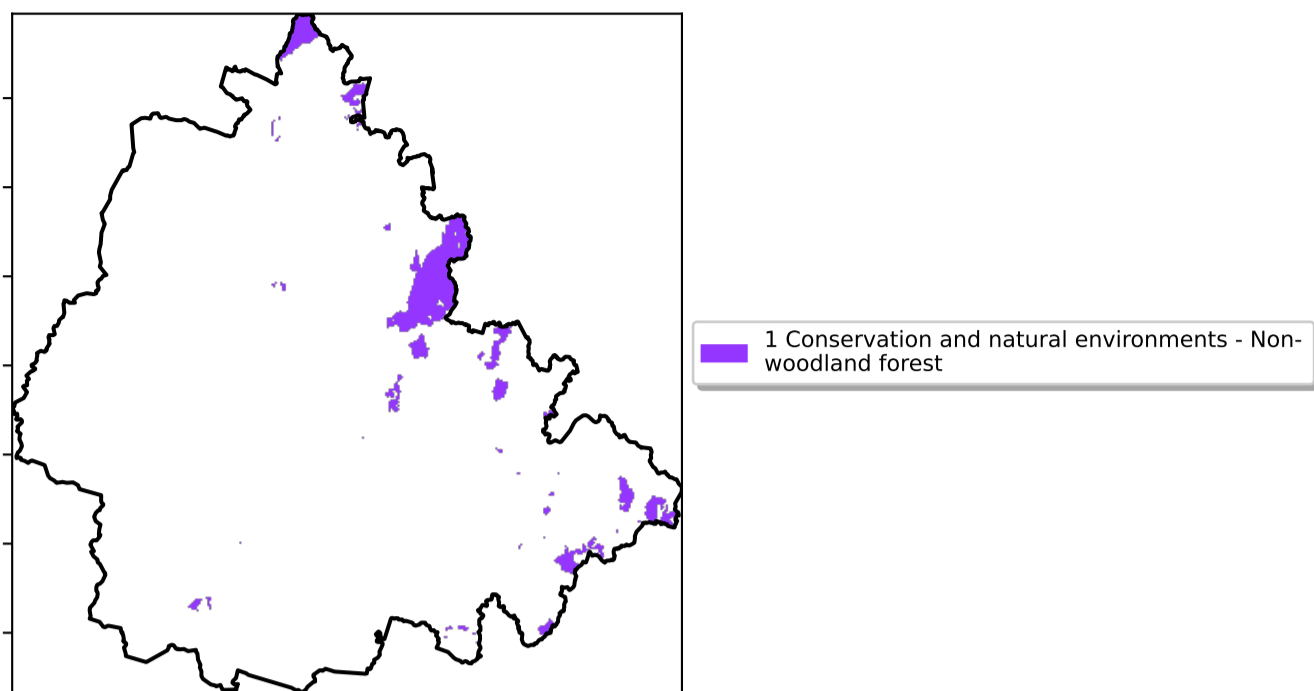 1 Conservation and natural environments - Non-
woodland forest